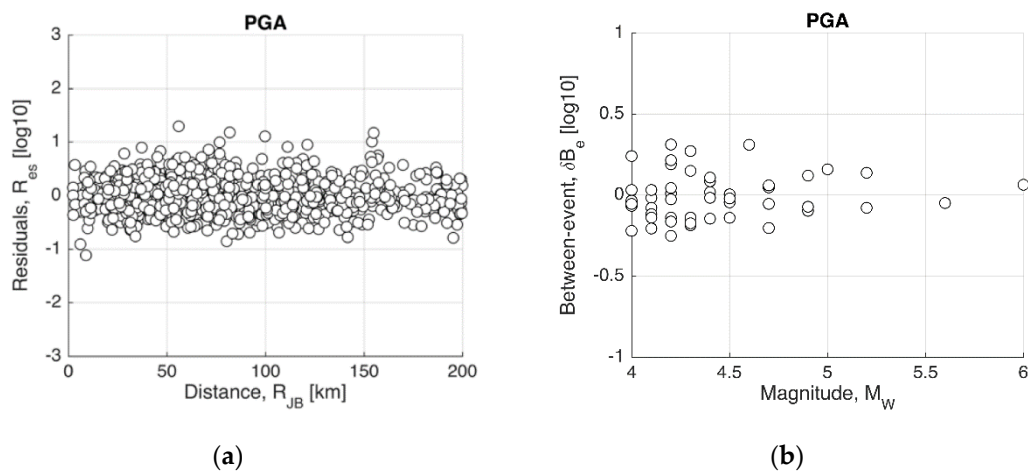 PGA
3
2
1
0
-1
-2
-3
Residuals, R_es [log10]
0 50 100 150 200
Distance, R_JB [km]
(a)
PGA
1
0.5
0
-0.5
-1
Between-event, δB_e [log10]
4 4.5 5 5.5 6
Magnitude, M_W
(b)